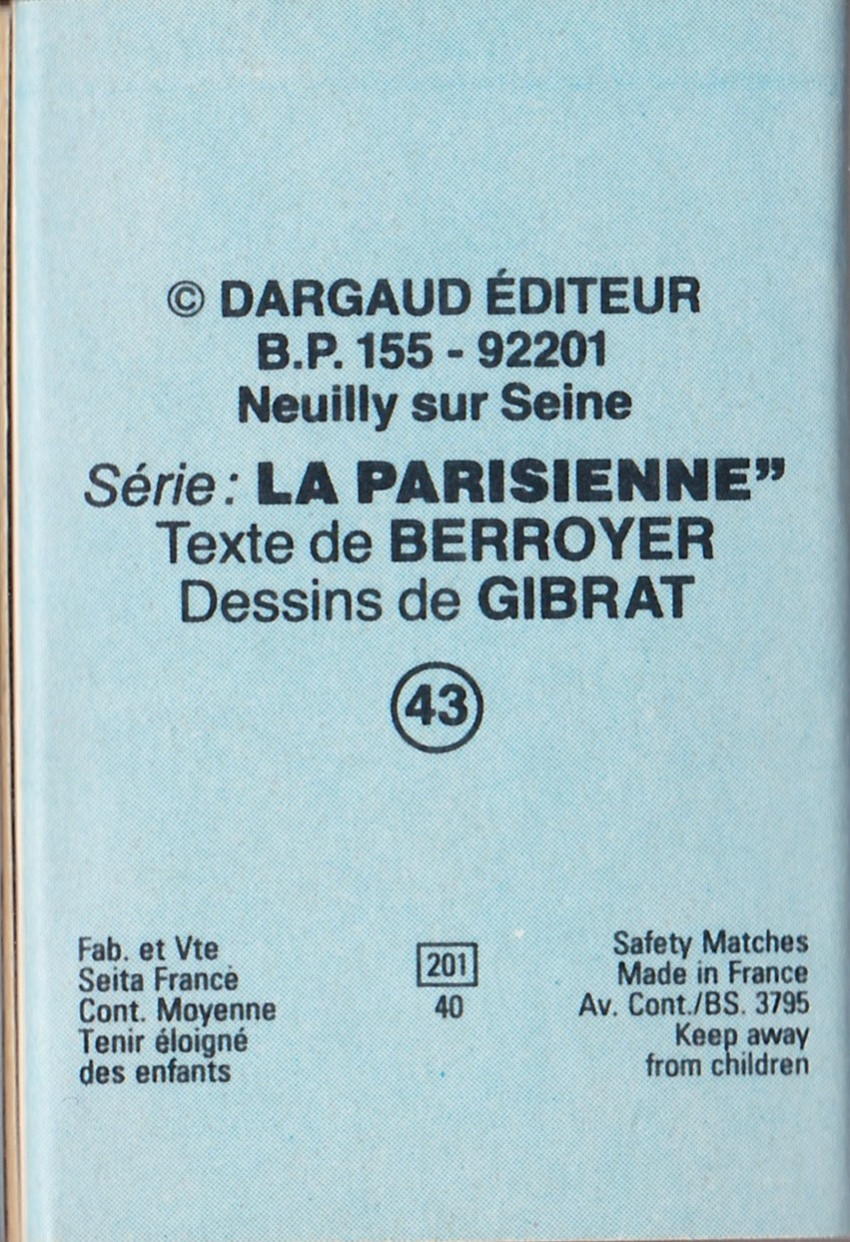 © DARGAUD ÉDITEUR
B.P. 155 - 92201
Neuilly sur Seine
Série : LA PARISIENNE”
Texte de BERROYER
Dessins de GIBRAT
43
Fab. et Vte
Seita France
Cont. Moyenne
Tenir éloigné
des enfants
201
40
Safety Matches
Made in France
Av. Cont./BS. 3795
Keep away
from children